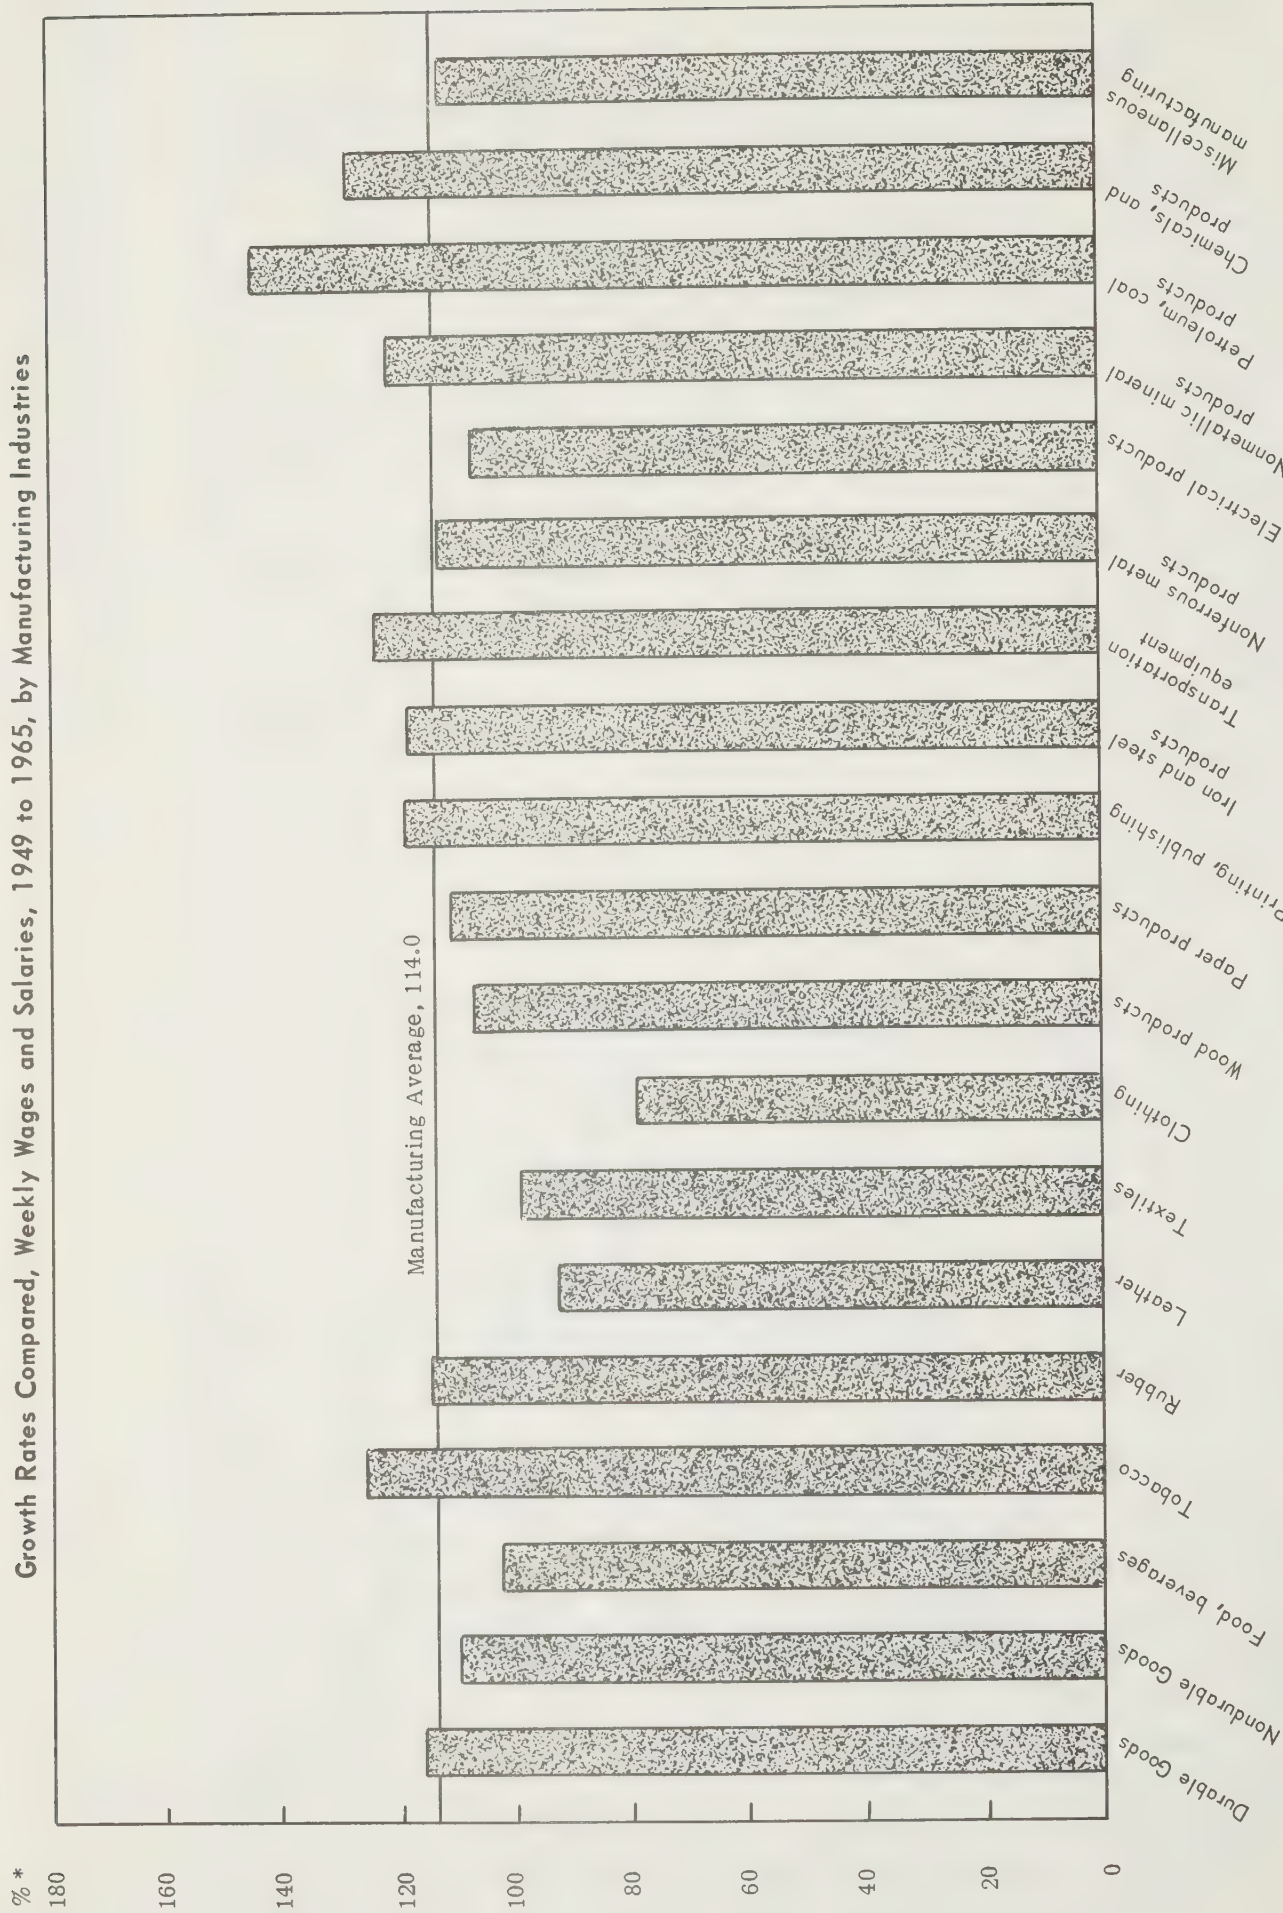 Growth Rates Compared, Weekly Wages and Salaries, 1949 to 1965, by Manufacturing Industries
%*
180
160
140
120
100
80
60
40
20
0
Manufacturing Average, 114.0
Durable Goods
Nondurable Goods
Food, beverages
Tobacco
Rubber
Leather
Textiles
Clothing
Wood products
Paper products
Printing, publishing
Iron and steel
products
Transportation
equipment
Nonferrous metal
products
Electrical products
Nonmetallic mineral
products
Petroleum, coal
products
Chemicals, and
products
Miscellaneous
manufacturing